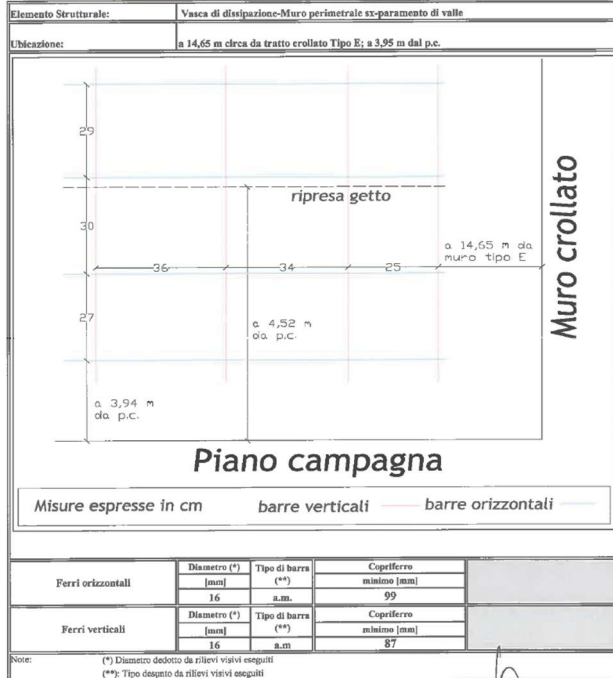 Elemento Strutturale: Vasca di dissipazione-Muro perimetrale sx-paramento di valle
Ubicazione: a 14,65 m circa da tratto crollato Tipo E; a 3,95 m dal p.c.
29
ripresa getto
30
36 34 25
a 14,65 m da
muro tipo E
Muro crollato
27
a 4,52 m
da p.c.
a 3,94 m
da p.c.
Piano campagna
Misure espresse in cm barre verticali barre orizzontali
Ferri orizzontali
Diametro (*) Tipo di barra Copriferro
[mm] (**) minimo [mm]
16 a.m. 99
Ferri verticali
Diametro (*) Tipo di barra Copriferro
[mm] (**) minimo [mm]
16 a.m 87
Note: (*) Diametro dedotto da rilievi visivi eseguiti
(**): Tipo desunto da rilievi visivi eseguiti